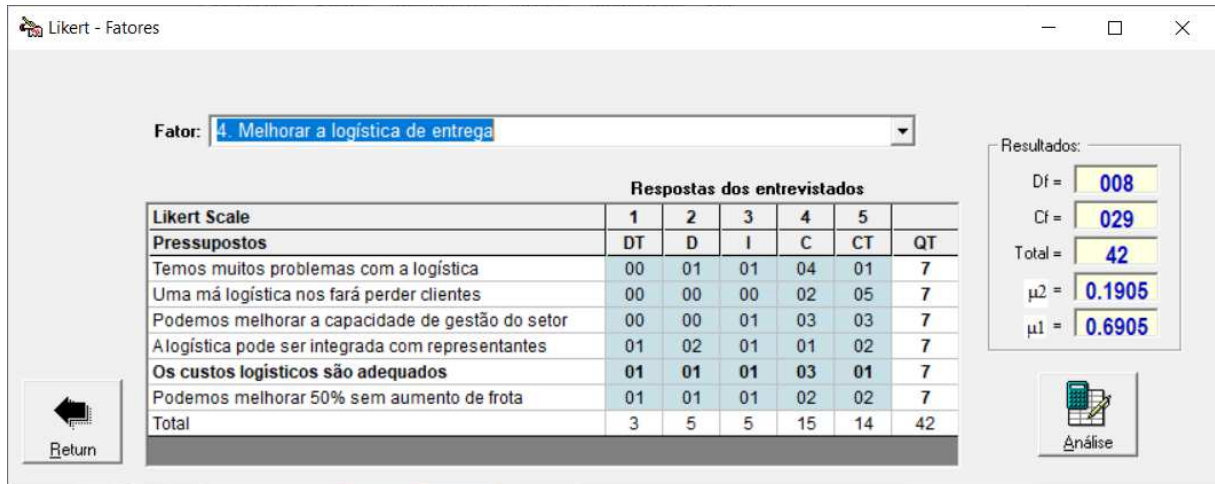 Likert - Fatores
Fator: 4. Melhorar a logística de entrega
Respostas dos entrevistados
Likert Scale 1 2 3 4 5
Pressupostos DT D I C CT QT
Temos muitos problemas com a logística 00 01 01 04 01 7
Uma má logística nos fará perder clientes 00 00 00 02 05 7
Podemos melhorar a capacidade de gestão do setor 00 00 01 03 03 7
A logística pode ser integrada com representantes 01 02 01 01 02 7
Os custos logísticos são adequados 01 01 01 03 01 7
Podemos melhorar 50% sem aumento de frota 01 01 01 02 02 7
Total 3 5 5 15 14 42
Return
Resultados:
Df = 008
Cf = 029
Total = 42
µ2 = 0.1905
µ1 = 0.6905
Análise